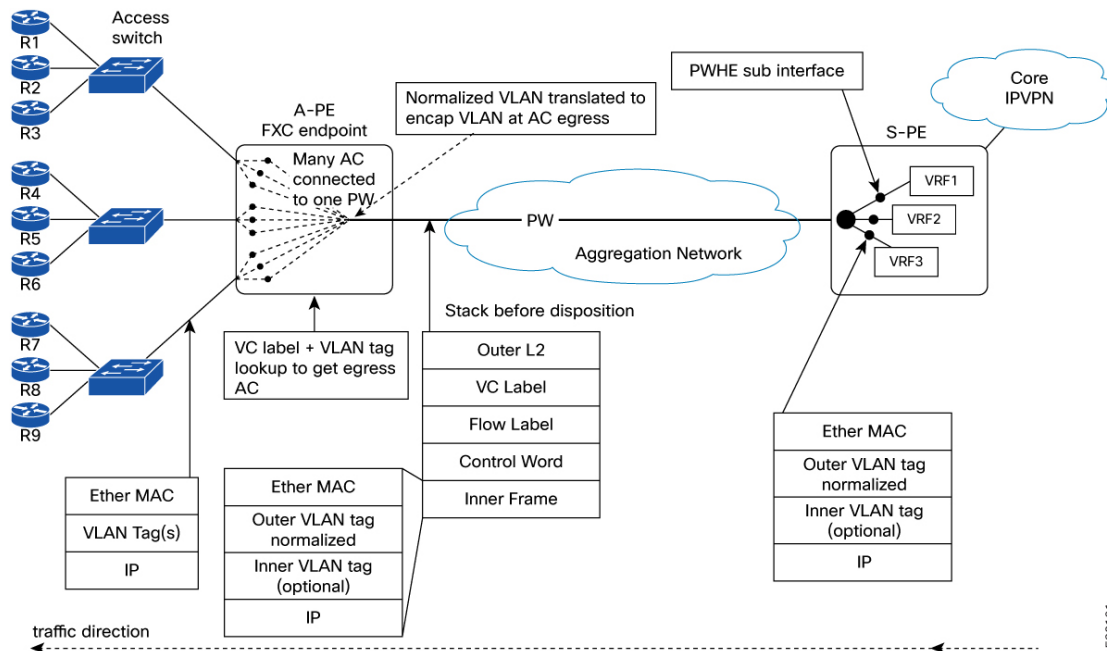 Access
switch
R1
R2
R3
R4
R5
R6
R7
R8
R9
A-PE
FXC endpoint
Many AC
connected
to one PW
Normalized VLAN translated to
encap VLAN at AC egress
PWHE sub interface
Core
IPVPN
S-PE
VRF1
VRF2
VRF3
PW
Aggregation Network
VC label + VLAN tag
lookup to get egress
AC
Stack before disposition
Outer L2
VC Label
Flow Label
Control Word
Inner Frame
Ether MAC
VLAN Tag(s)
IP
Ether MAC
Outer VLAN tag
normalized
Inner VLAN tag
(optional)
IP
Ether MAC
Outer VLAN tag
normalized
Inner VLAN tag
(optional)
IP
traffic direction